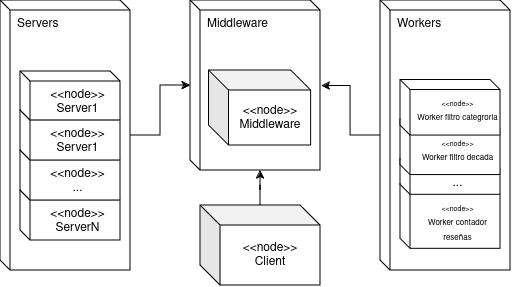 Servers
<<node>>
Server1
<<node>>
Server1
<<node>>
...
<<node>>
ServerN
Middleware
<<node>>
Middleware
<<node>>
Client
Workers
<<node>>
Worker filtro categroria
<<node>>
Worker filtro decada
...
<<node>>
Worker contador
reseñas